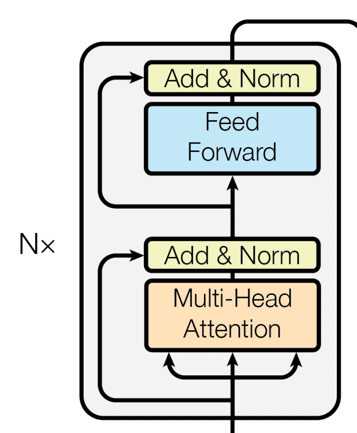 Add & Norm
Feed
Forward
N×
Add & Norm
Multi-Head
Attention